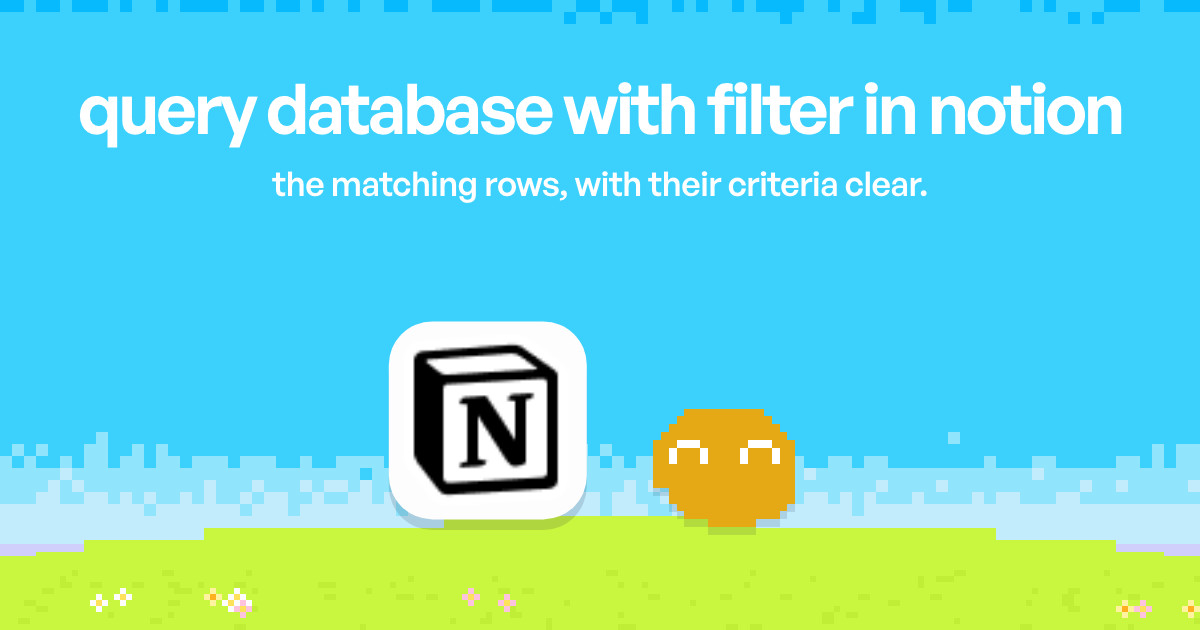 query database with filter in notion
the matching rows, with their criteria clear.
N